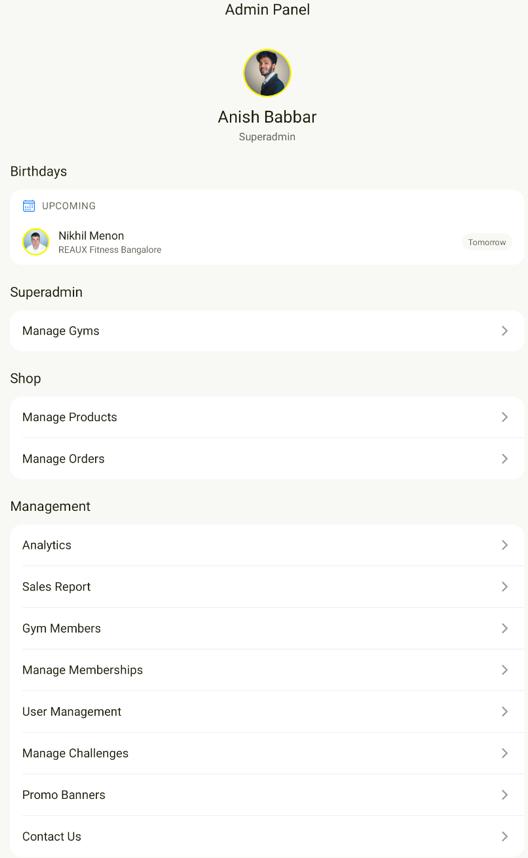 Admin Panel
Anish Babbar
Superadmin
Birthdays
UPCOMING
Nikhil Menon
REAUX Fitness Bangalore
Tomorrow
Superadmin
Manage Gyms
Shop
Manage Products
Manage Orders
Management
Analytics
Sales Report
Gym Members
Manage Memberships
User Management
Manage Challenges
Promo Banners
Contact Us